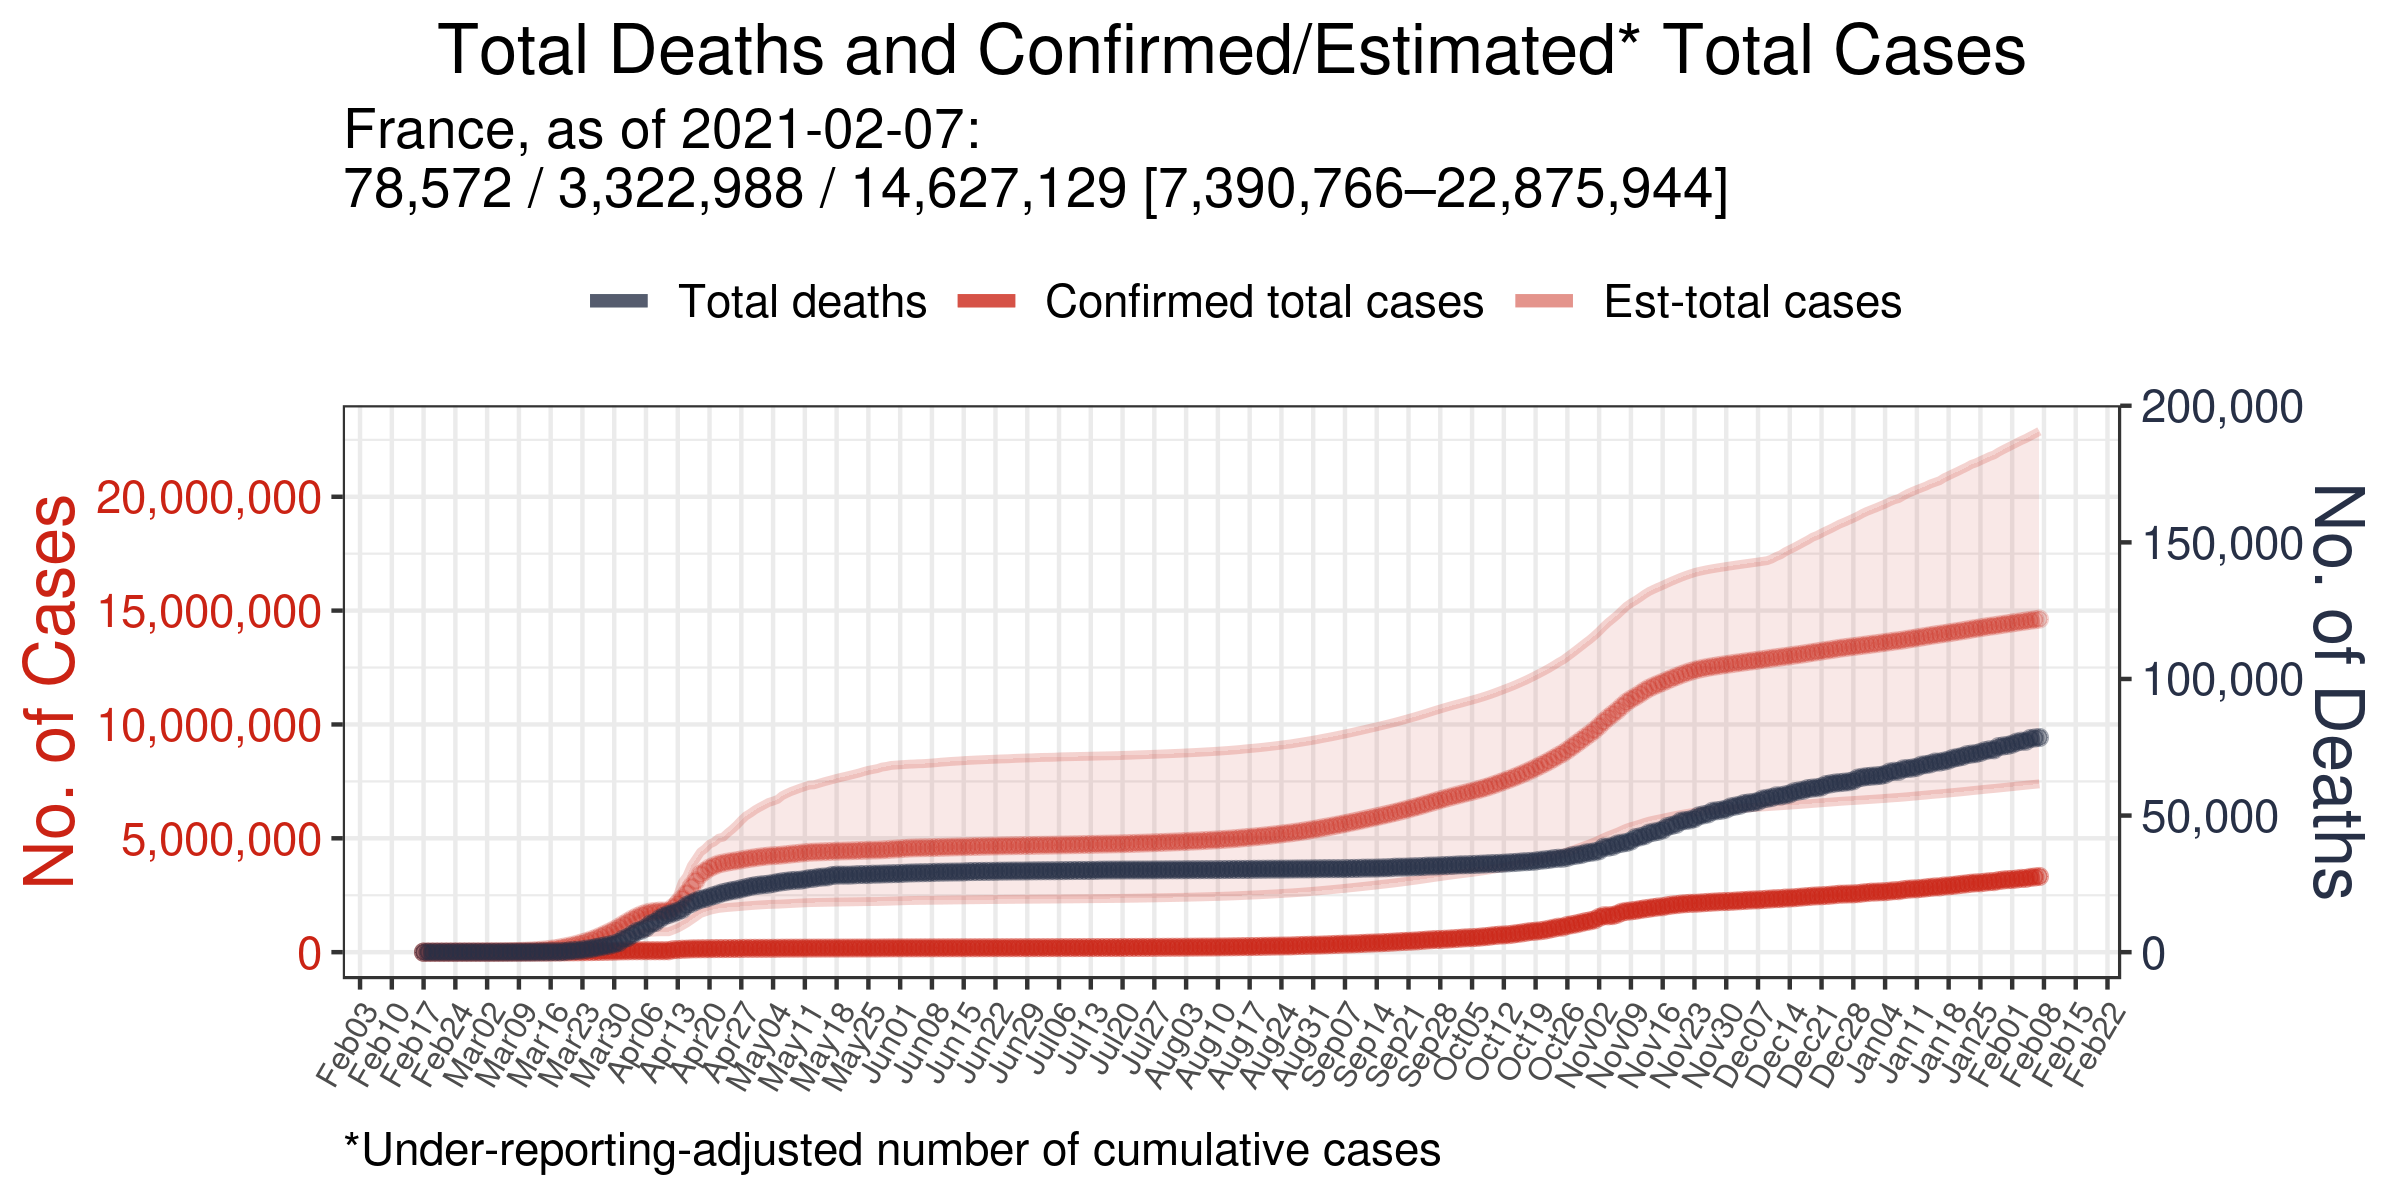 Total Deaths and Confirmed/Estimated* Total Cases
France, as of 2021-02-07:
78,572 / 3,322,988 / 14,627,129 [7,390,766–22,875,944]
Total deaths
Confirmed total cases
Est-total cases
No. of Cases
20,000,000
15,000,000
10,000,000
5,000,000
0
200,000
150,000
100,000
50,000
0
No. of Deaths
Feb03
Feb10
Feb17
Feb24
Mar02
Mar09
Mar16
Mar23
Mar30
Apr06
Apr13
Apr20
Apr27
May04
May11
May18
May25
Jun01
Jun08
Jun15
Jun22
Jun29
Jul06
Jul13
Jul20
Jul27
Aug03
Aug10
Aug17
Aug24
Aug31
Sep07
Sep14
Sep21
Sep28
Oct05
Oct12
Oct19
Oct26
Nov02
Nov09
Nov16
Nov23
Nov30
Dec07
Dec14
Dec21
Dec28
Jan04
Jan11
Jan18
Jan25
Feb01
Feb08
Feb15
Feb22
*Under-reporting-adjusted number of cumulative cases